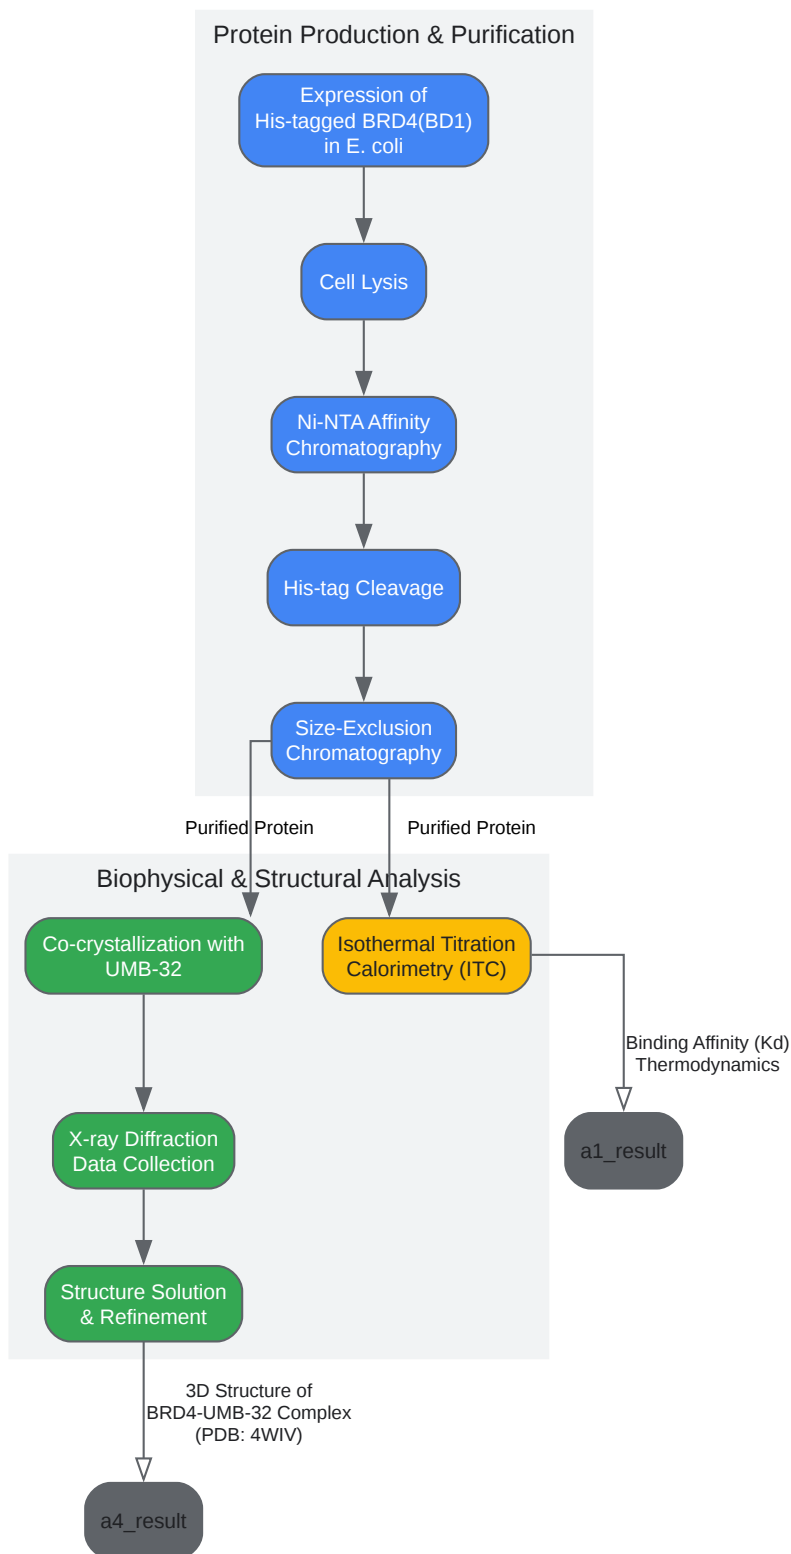 Protein Production & Purification
Expression of
His-tagged BRD4(BD1)
in E. coli
Cell Lysis
Ni-NTA Affinity
Chromatography
His-tag Cleavage
Size-Exclusion
Chromatography
Purified Protein
Purified Protein
Biophysical & Structural Analysis
Co-crystallization with
UMB-32
Isothermal Titration
Calorimetry (ITC)
Binding Affinity (Kd)
Thermodynamics
X-ray Diffraction
Data Collection
a1_result
Structure Solution
& Refinement
3D Structure of
BRD4-UMB-32 Complex
(PDB: 4WIV)
a4_result